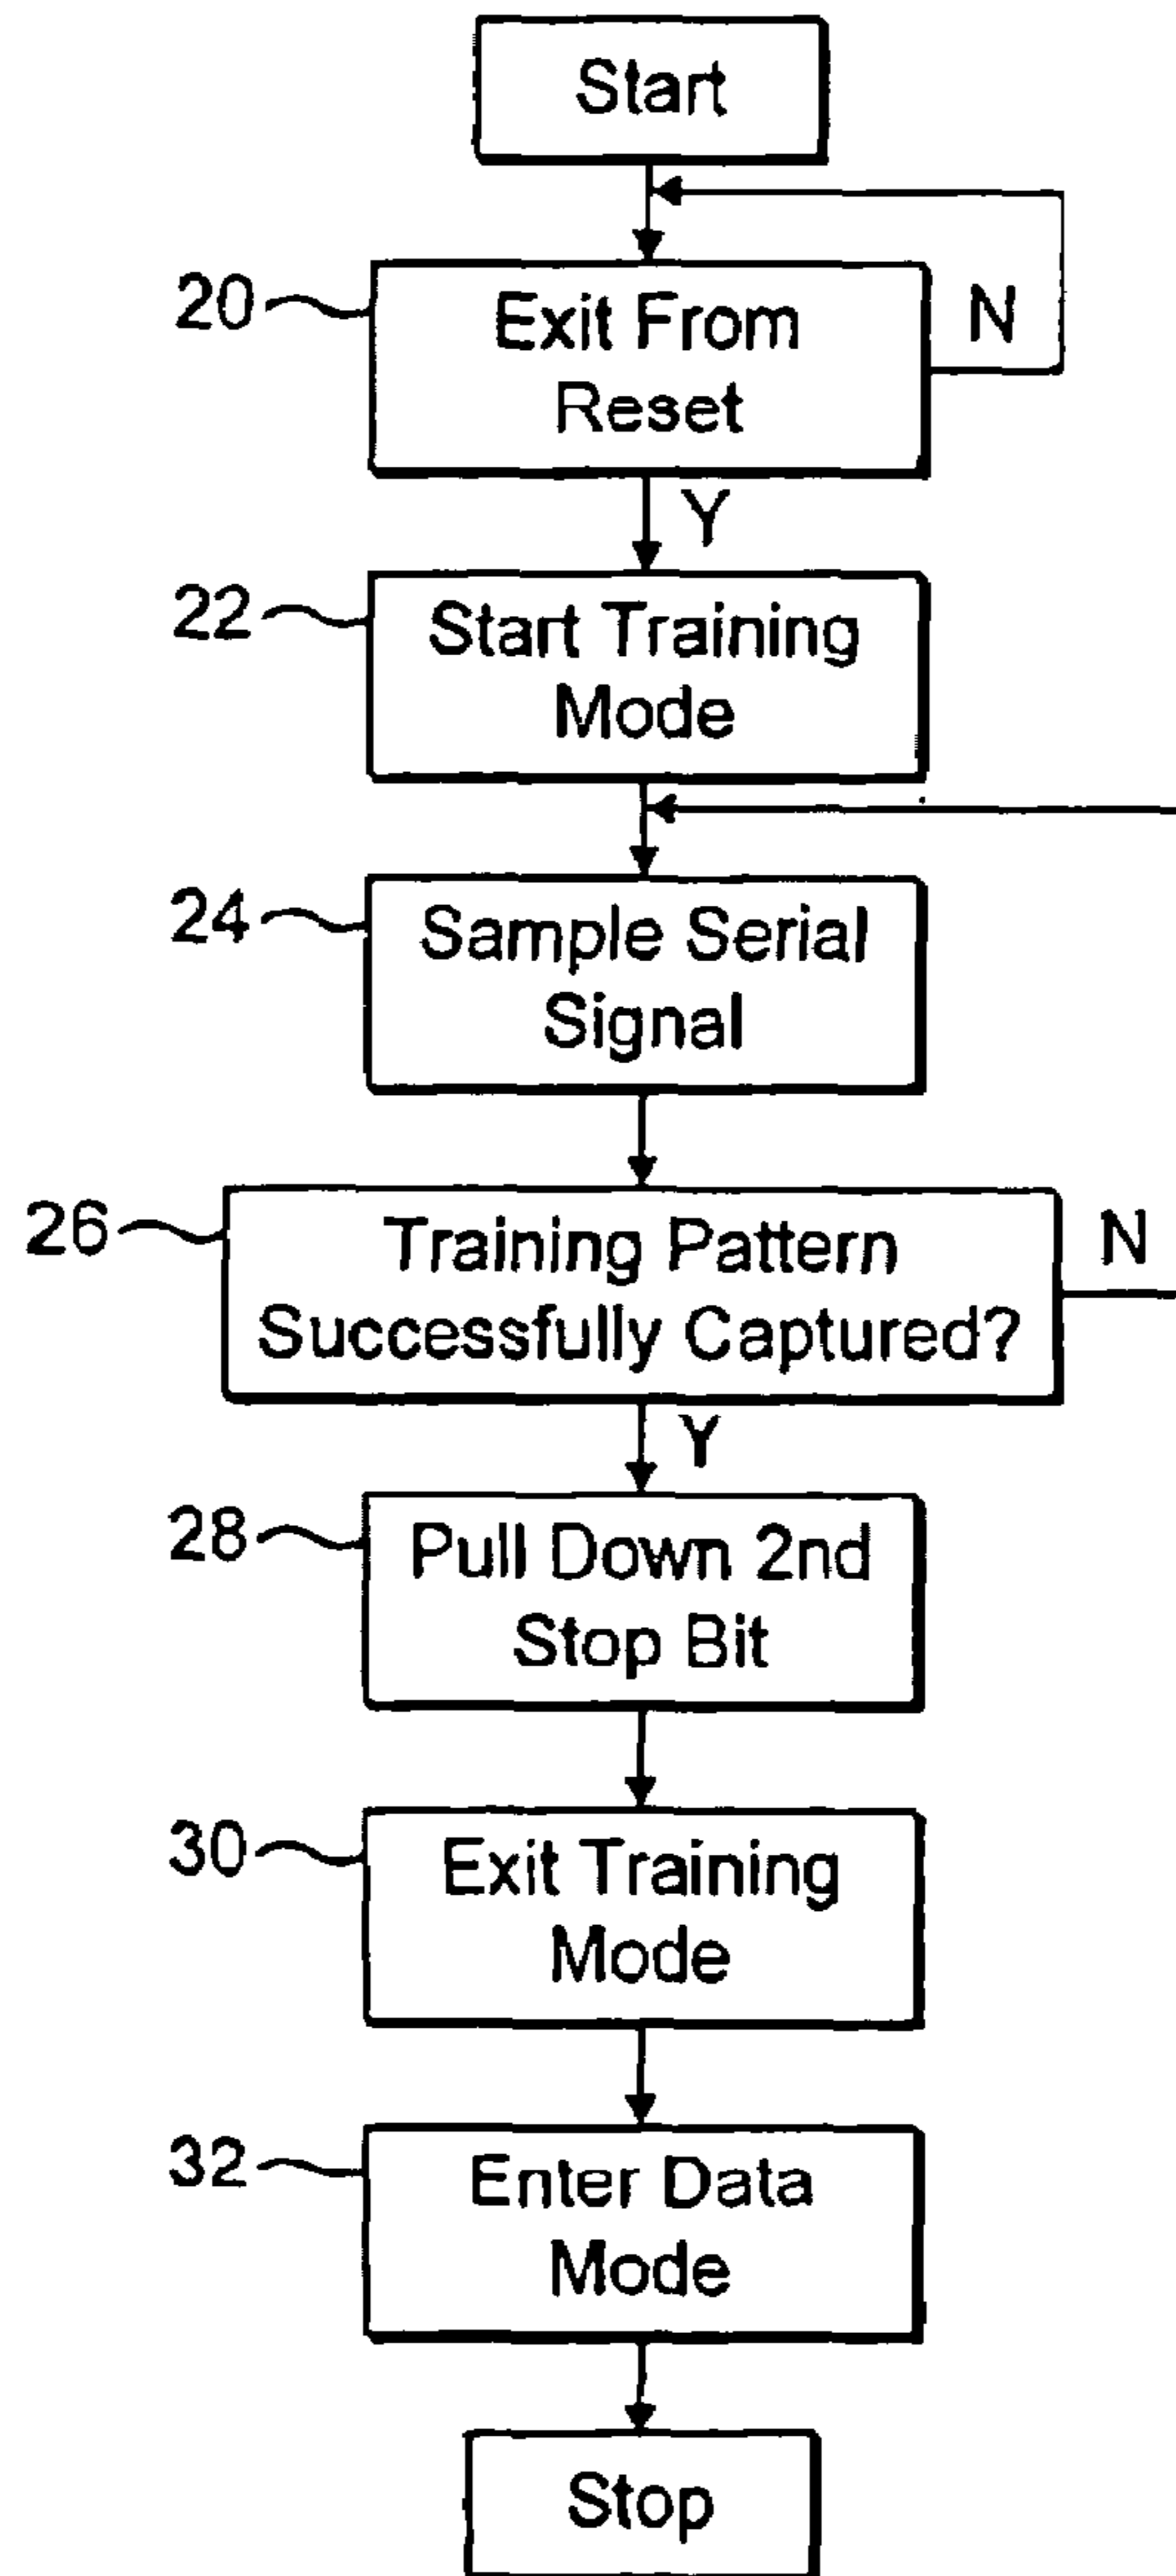 Start
20
Exit From
Reset
N
Y
22
Start Training
Mode
24
Sample Serial
Signal
26
Training Pattern
Successfully Captured?
N
Y
28
Pull Down 2nd
Stop Bit
30
Exit Training
Mode
32
Enter Data
Mode
Stop